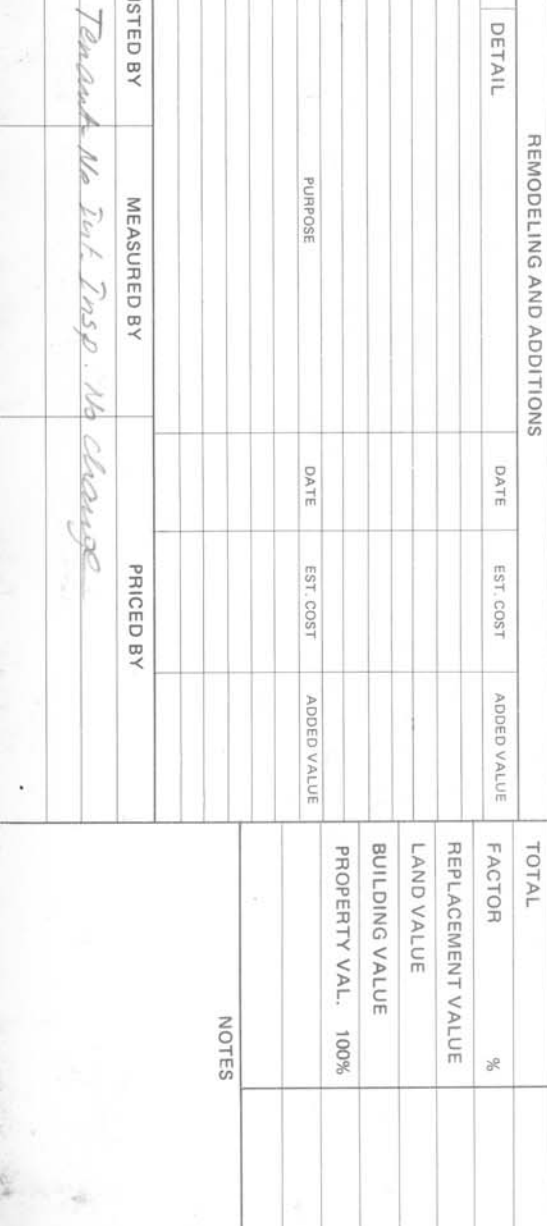 REMODELING AND ADDITIONS
DETAIL DATE EST. COST ADDED VALUE
PURPOSE DATE EST. COST ADDED VALUE
TOTAL
FACTOR %
REPLACEMENT VALUE
LAND VALUE
BUILDING VALUE
PROPERTY VAL. 100%
NOTES
ISTED BY MEASURED BY PRICED BY
Tenant - No Int. Insp. No change